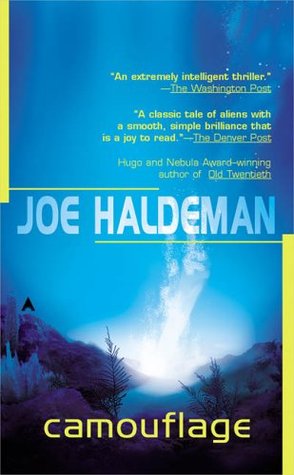 "An extremely intelligent thriller."
—The Washington Post
"A classic tale of aliens with
a smooth, simple brilliance that
is a joy to read."—The Denver Post
Hugo and Nebula Award–winning
author of Old Twentieth
JOE HALDEMAN
camouflage